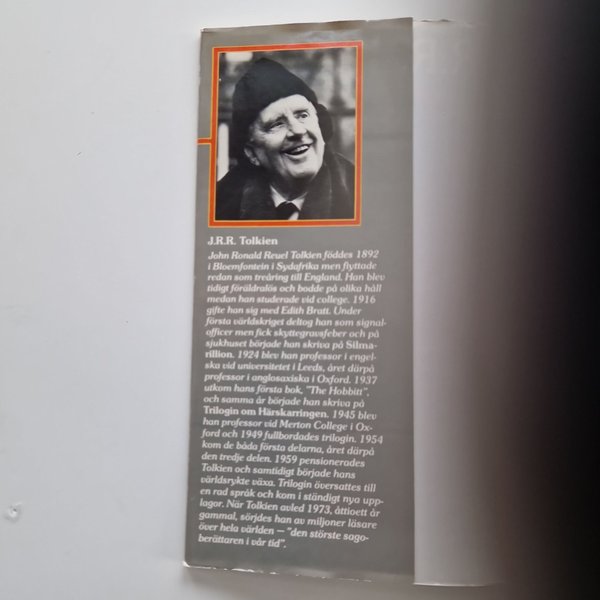 J.R.R. Tolkien
John Ronald Reuel Tolkien föddes 1892
i Bloemfontein i Sydafrika men flyttade
redan som treåring till England. Han blev
tidigt föräldralös och bodde på olika håll
medan han studerade vid college. 1916
gifte han sig med Edith Bratt. Under
första världskriget deltog han som signal-
officer men fick skyttegravsfeber och på
sjukhuset började han skriva på Silma-
rillion. 1924 blev han professor i engel-
ska vid universitetet i Leeds, året därpå
professor i anglosaxiska i Oxford. 1937
utkom hans första bok, "The Hobbitt",
och samma år började han skriva på
Trilogin om Härskarringen. 1945 blev
han professor vid Merton College i Ox-
ford och 1949 fullbordades trilogin. 1954
kom de båda första delarna, året därpå
den tredje delen. 1959 pensionerades
Tolkien och samtidigt började hans
världsrykte växa. Trilogin översattes till
en rad språk och kom i ständigt nya upp-
lagor. När Tolkien avled 1973, åttioett år
gammal, sörjdes han av miljoner läsare
över hela världen — "den störste sago-
berättaren i vår tid".